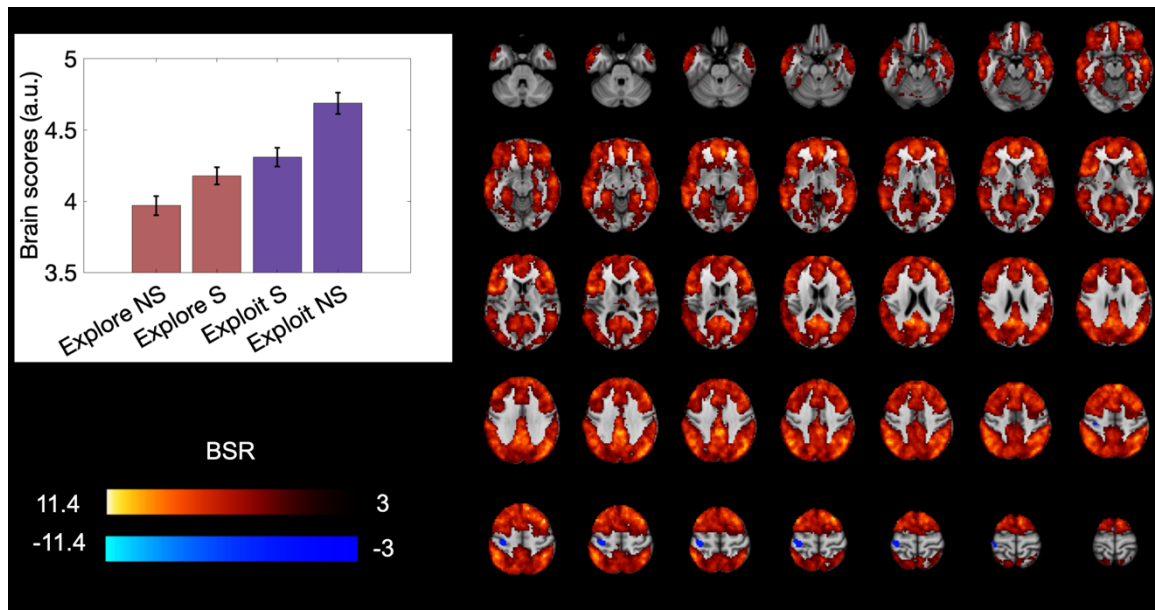 5
4.5
4
3.5
Brain scores (a.u.)
Explore NS
Explore S
Exploit S
Exploit NS
BSR
11.4 3
-11.4 -3